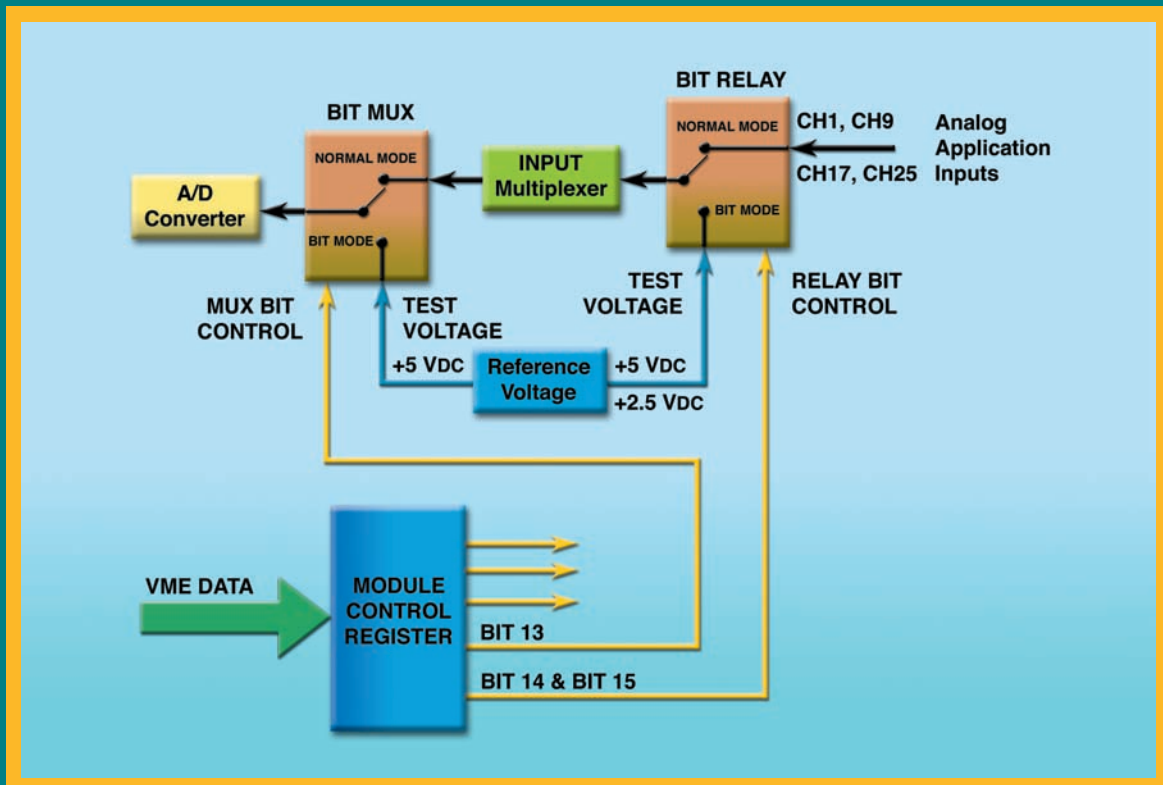 BIT RELAY
BIT MUX
NORMAL MODE
CH1, CH9
Analog
Application
Inputs
CH17, CH25
BIT MODE
NORMAL MODE
BIT MODE
INPUT
Multiplexer
A/D
Converter
MUX BIT
CONTROL
TEST
VOLTAGE
TEST
VOLTAGE
RELAY BIT
CONTROL
+5 VDC
Reference
Voltage
+5 VDC
+2.5 VDC
VME DATA
MODULE
CONTROL
REGISTER
BIT 13
BIT 14 & BIT 15